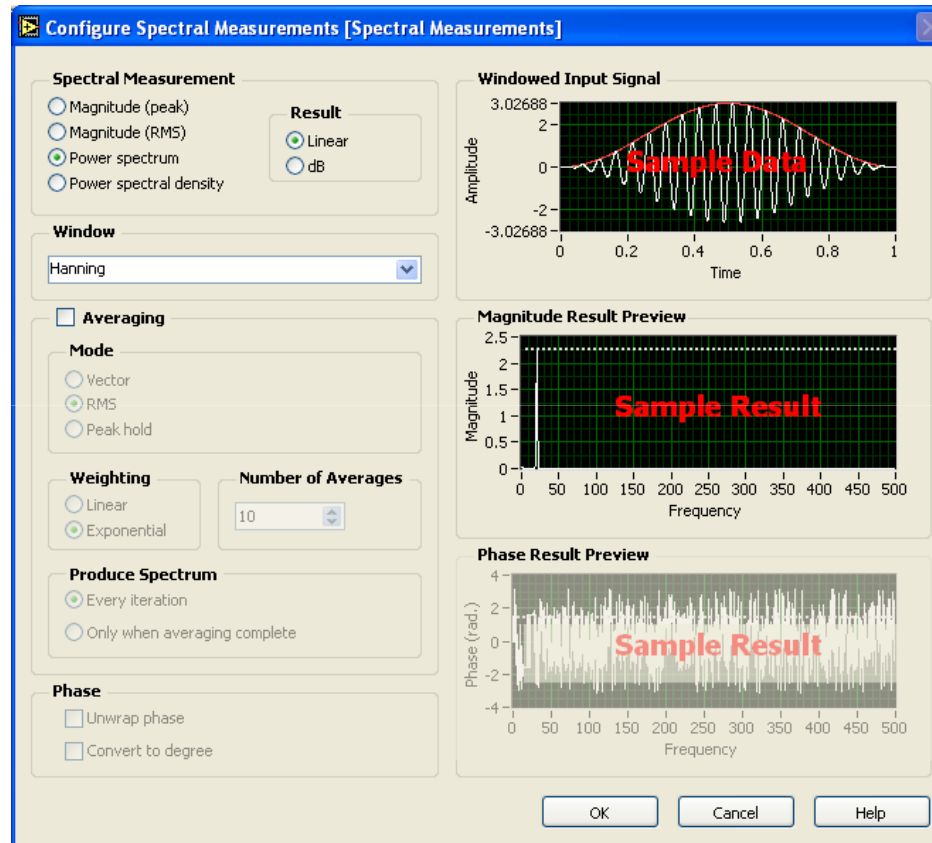 Configure Spectral Measurements [Spectral Measurements]
Spectral Measurement
Magnitude (peak)
Magnitude (RMS)
Power spectrum
Power spectral density
Result
Linear
dB
Window
Hanning
Averaging
Mode
Vector
RMS
Peak hold
Weighting
Linear
Exponential
Number of Averages
10
Produce Spectrum
Every iteration
Only when averaging complete
Phase
Unwrap phase
Convert to degree
Windowed Input Signal
Amplitude
3.02688
2
0
-2
-3.02688
Sample Data
0 0.2 0.4 0.6 0.8 1
Time
Magnitude Result Preview
Magnitude
2.5
2
1.5
1
0.5
0
Sample Result
0 50 100 150 200 250 300 350 400 450 500
Frequency
Phase Result Preview
Phase (rad.)
4
2
0
-2
-4
Sample Result
0 50 100 150 200 250 300 350 400 450 500
Frequency
OK Cancel Help